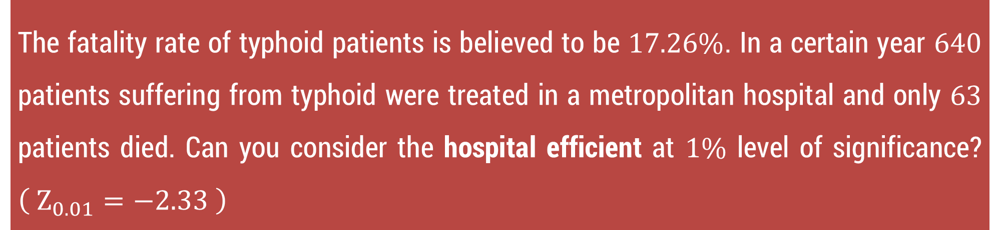 The fatality rate of typhoid patients is believed to be 17.26%. In a certain year 640
patients suffering from typhoid were treated in a metropolitan hospital and only 63
patients died. Can you consider the hospital efficient at 1% level of significance?
( Z₀.₀₁ = −2.33 )